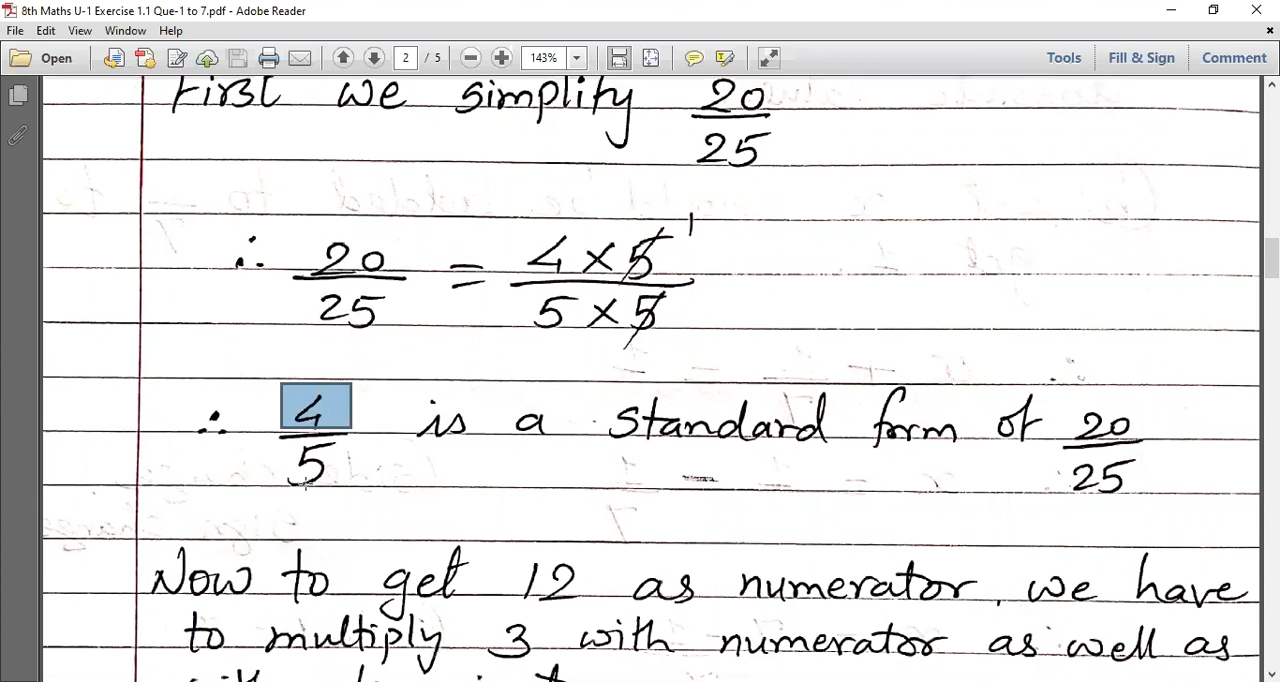 8th Maths U-1 Exercise 1.1 Que-1 to 7.pdf - Adobe Reader
File Edit View Window Help
Open 2 / 5 143% Tools Fill & Sign Comment
First we simplify 20/25
∴ 20/25 = 4 × 5 1 / 5 × 5
∴ 4/5 is a standard form of 20/25
Now to get 12 as numerator, we have
to multiply 3 with numerator as well as